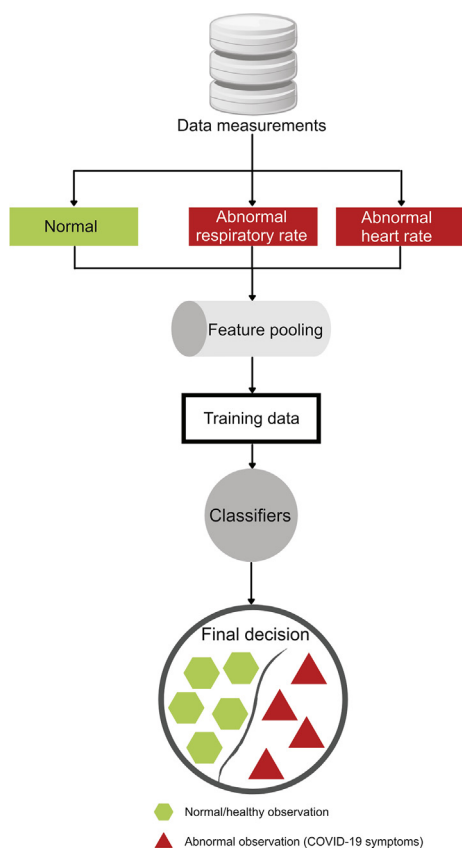 Data measurements
Normal
Abnormal
respiratory rate
Abnormal
heart rate
Feature pooling
Training data
Classifiers
Final decision
Normal/healthy observation
Abnormal observation (COVID-19 symptoms)